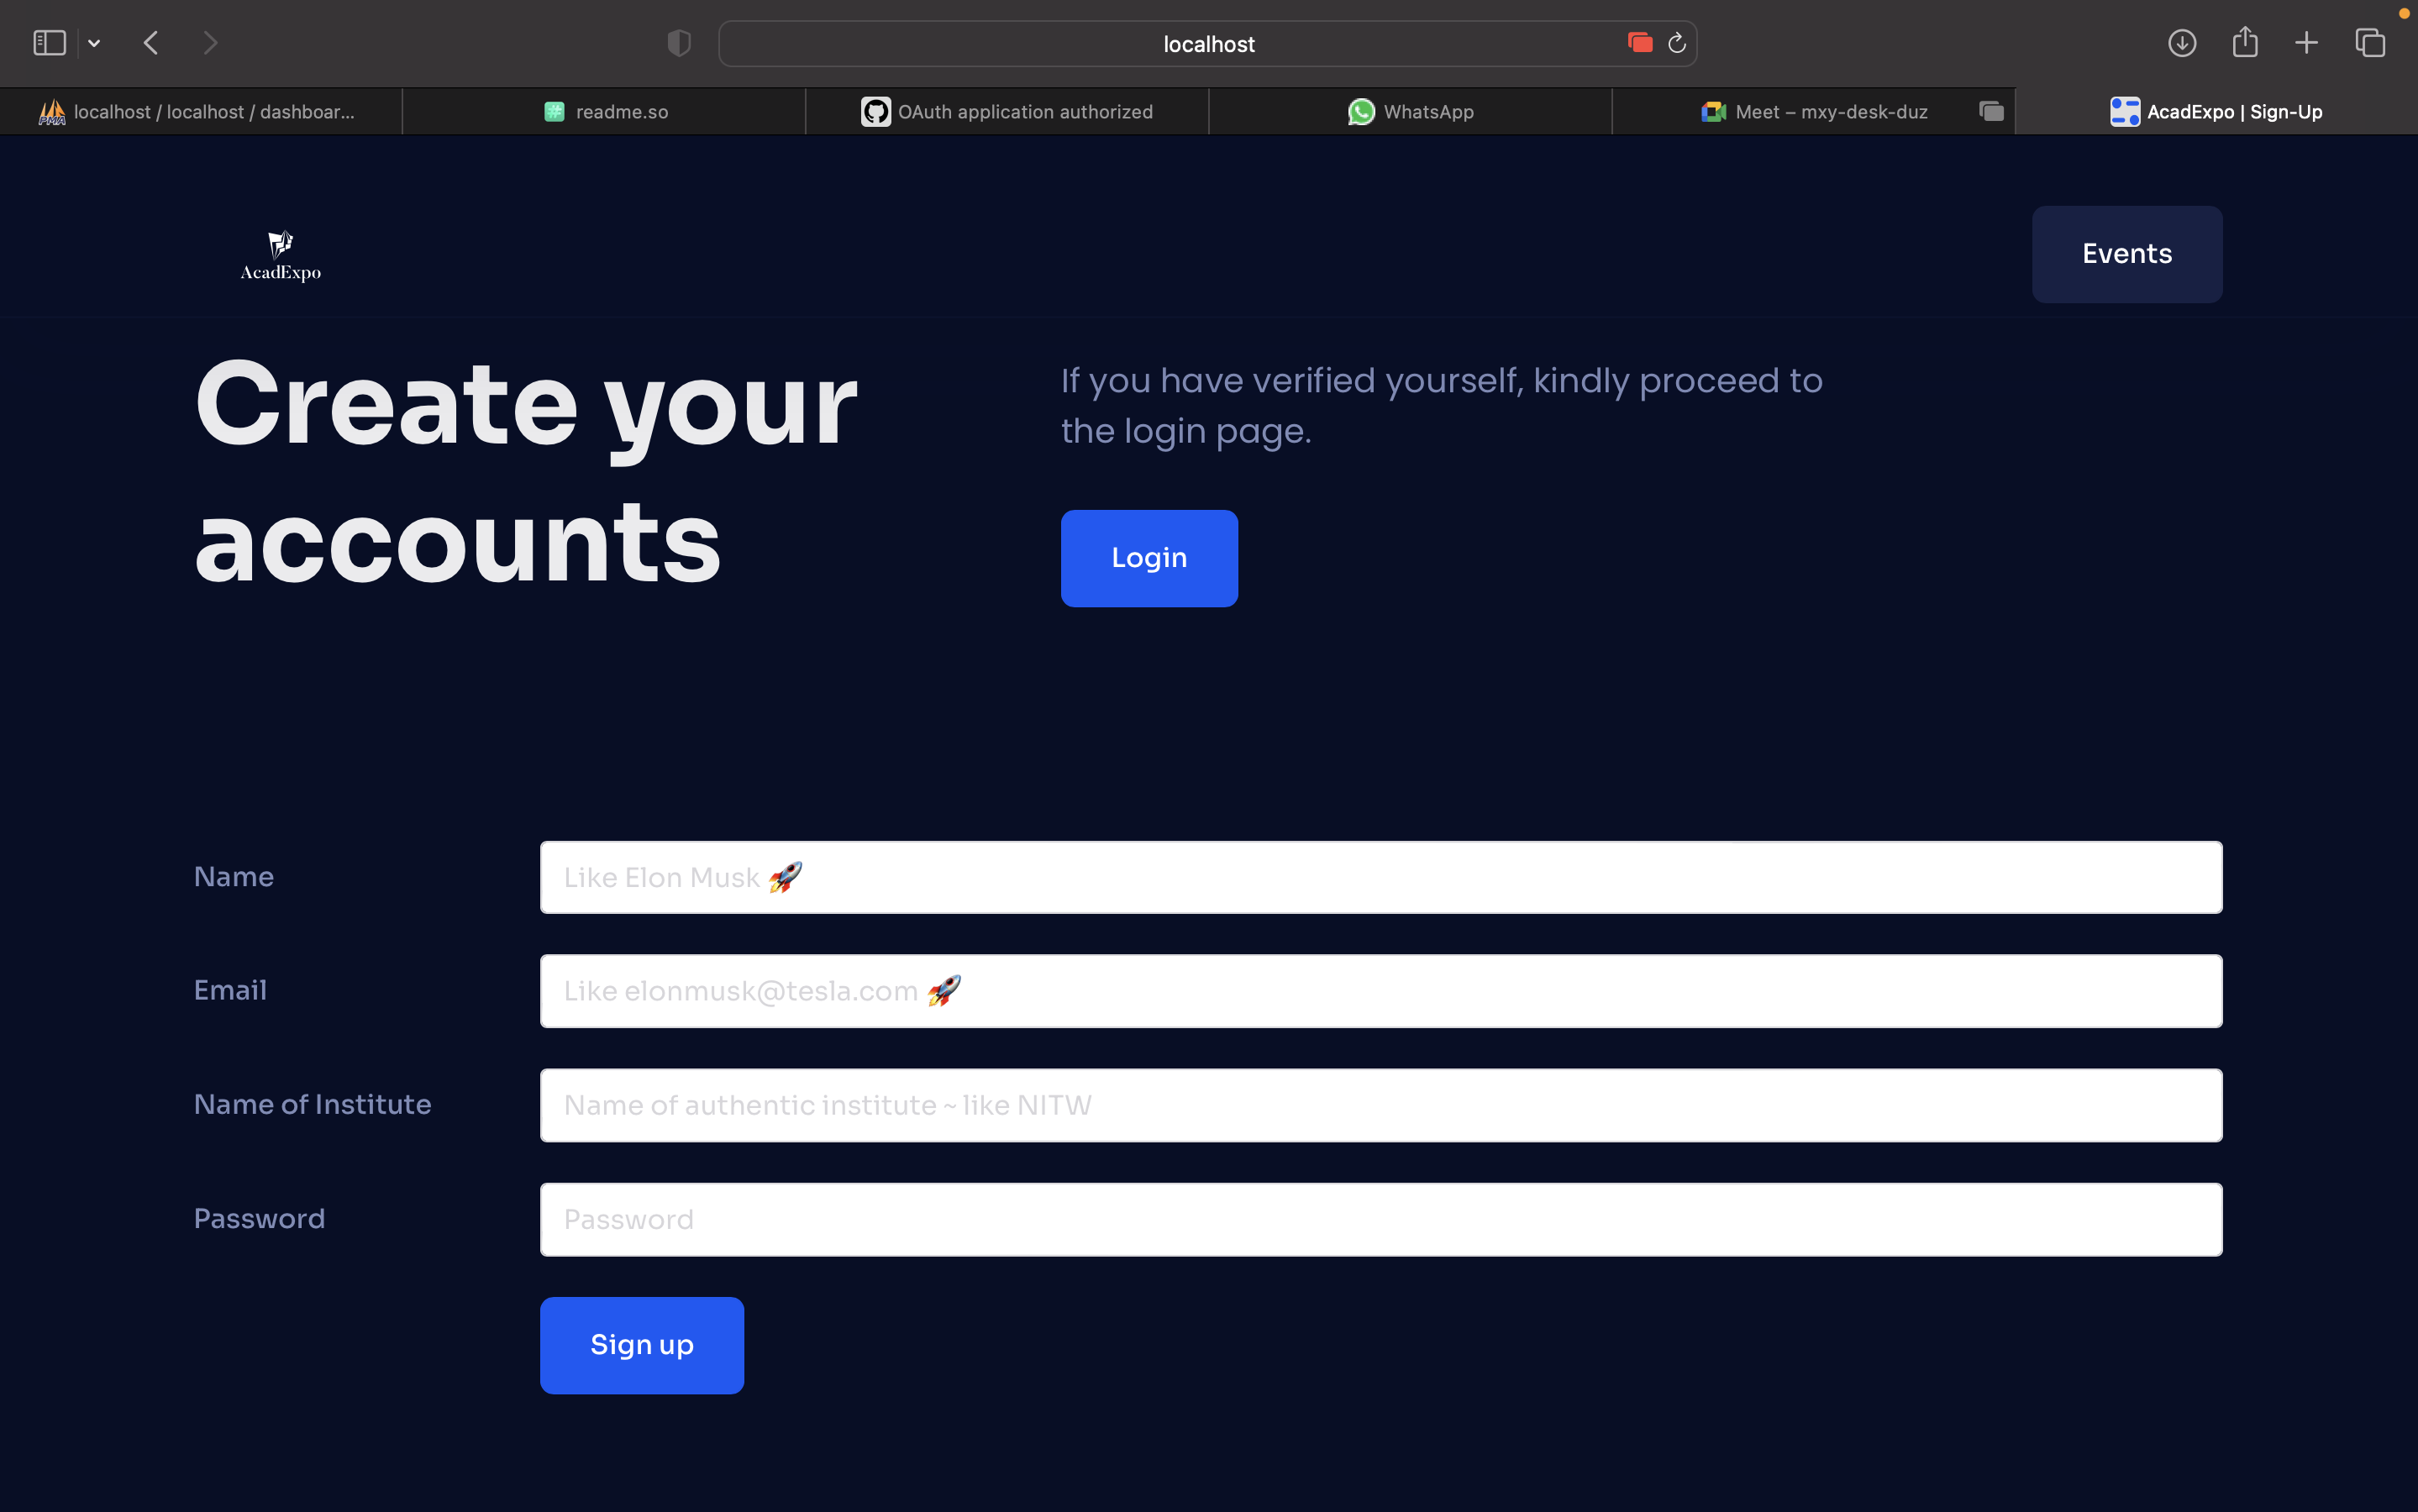 localhost
localhost / localhost / dashboar...
readme.so
OAuth application authorized
WhatsApp
Meet – mxy-desk-duz
AcadExpo | Sign-Up
AcadExpo
Events
Create your
accounts
If you have verified yourself, kindly proceed to
the login page.
Login
Name
Like Elon Musk 🚀
Email
Like elonmusk@tesla.com 🚀
Name of Institute
Name of authentic institute ~ like NITW
Password
Password
Sign up